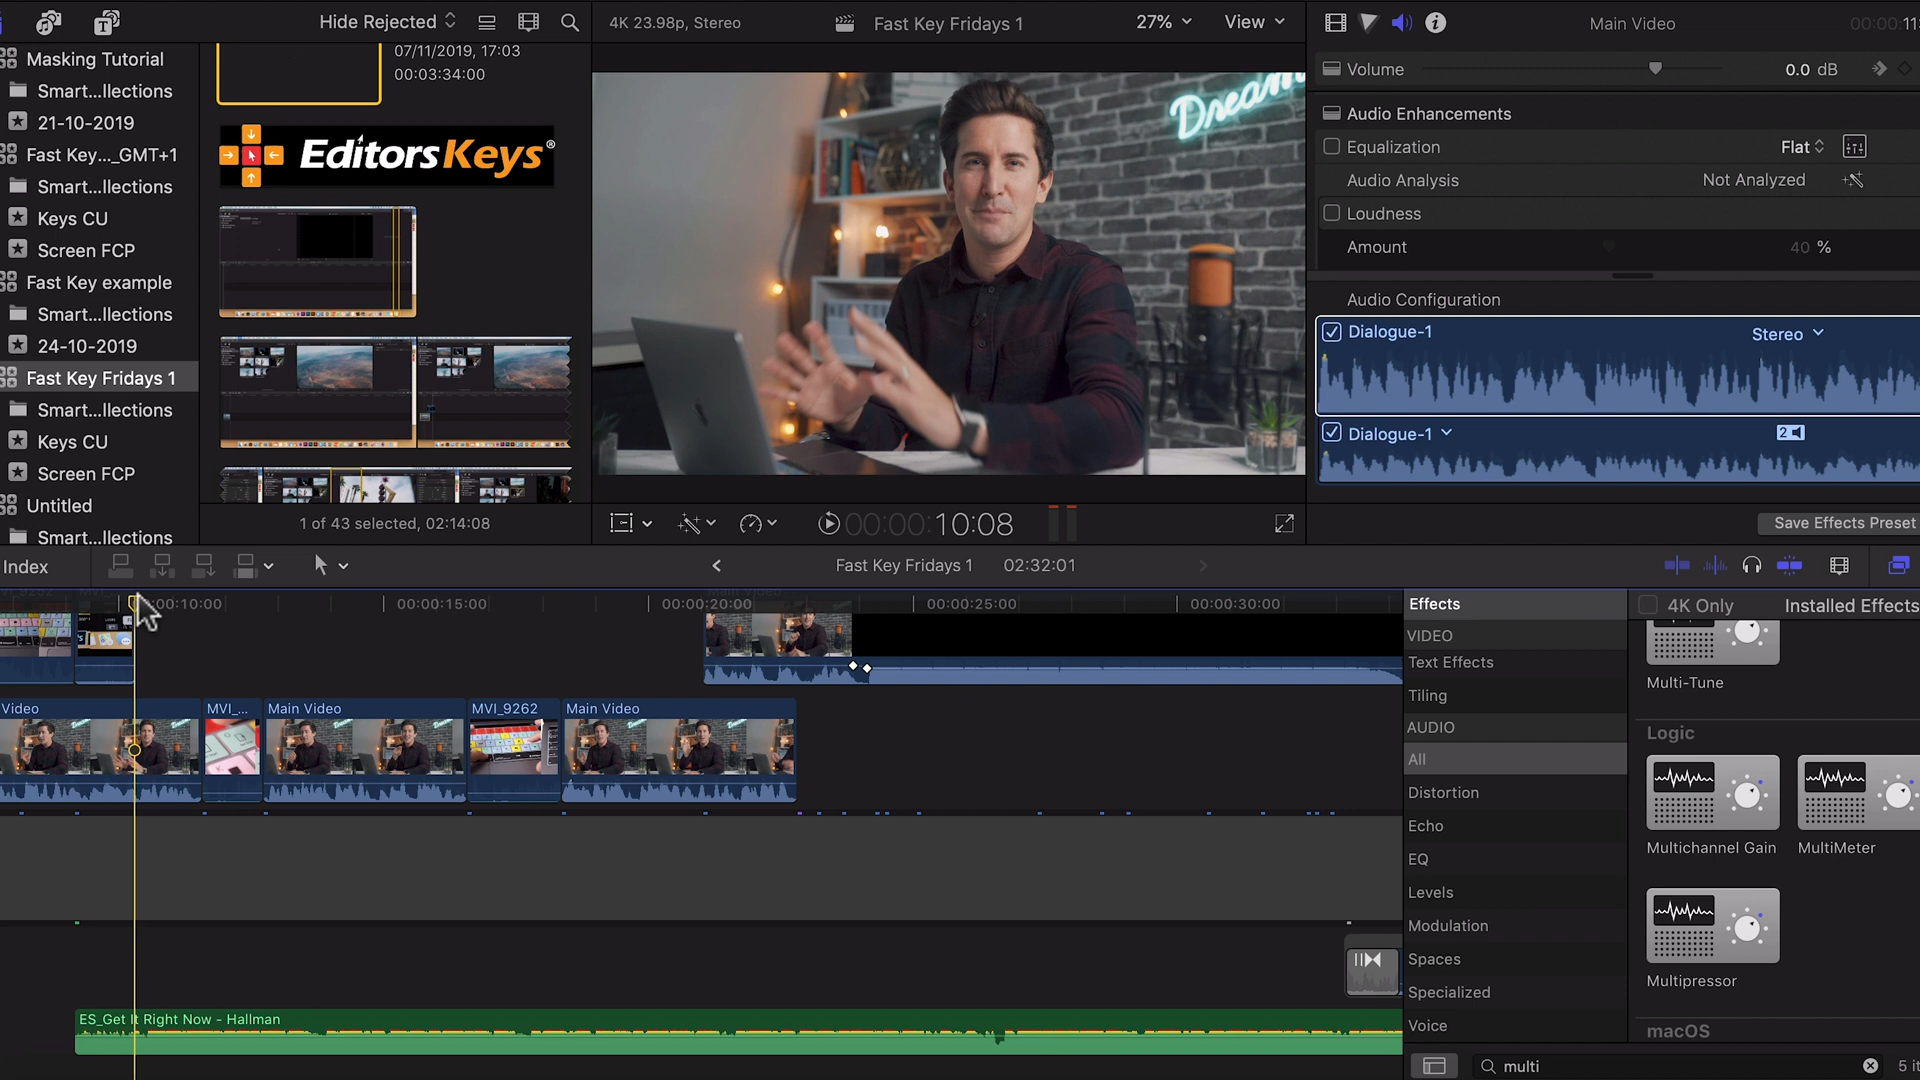 Hide Rejected
4K 23.98p, Stereo
Fast Key Fridays 1
27%
View
Main Video
00:00:11:
Masking Tutorial
Smart...llections
21-10-2019
Fast Key..._GMT+1
Smart...llections
Keys CU
Screen FCP
Fast Key example
Smart...llections
24-10-2019
Fast Key Fridays 1
Smart...llections
Keys CU
Screen FCP
Untitled
Smart...llections
07/11/2019, 17:03
00:03:34:00
EditorsKeys®
1 of 43 selected, 02:14:08
Dream
00:00:10:08
Volume
0.0 dB
Audio Enhancements
Equalization
Flat
Audio Analysis
Not Analyzed
Loudness
Amount
40 %
Audio Configuration
Dialogue-1
Stereo
Dialogue-1
2
Save Effects Preset
Index
Fast Key Fridays 1
02:32:01
00:00:15:00
00:00:20:00
00:00:25:00
00:00:30:00
Main Video
Video
MVI_...
Main Video
MVI_9262
Main Video
ES_Get It Right Now - Hallman
Effects
VIDEO
Text Effects
Tiling
AUDIO
All
Distortion
Echo
EQ
Levels
Modulation
Spaces
Specialized
Voice
4K Only
Installed Effects
Multi-Tune
Logic
Multichannel Gain
MultiMeter
Multipressor
macOS
multi
5 it